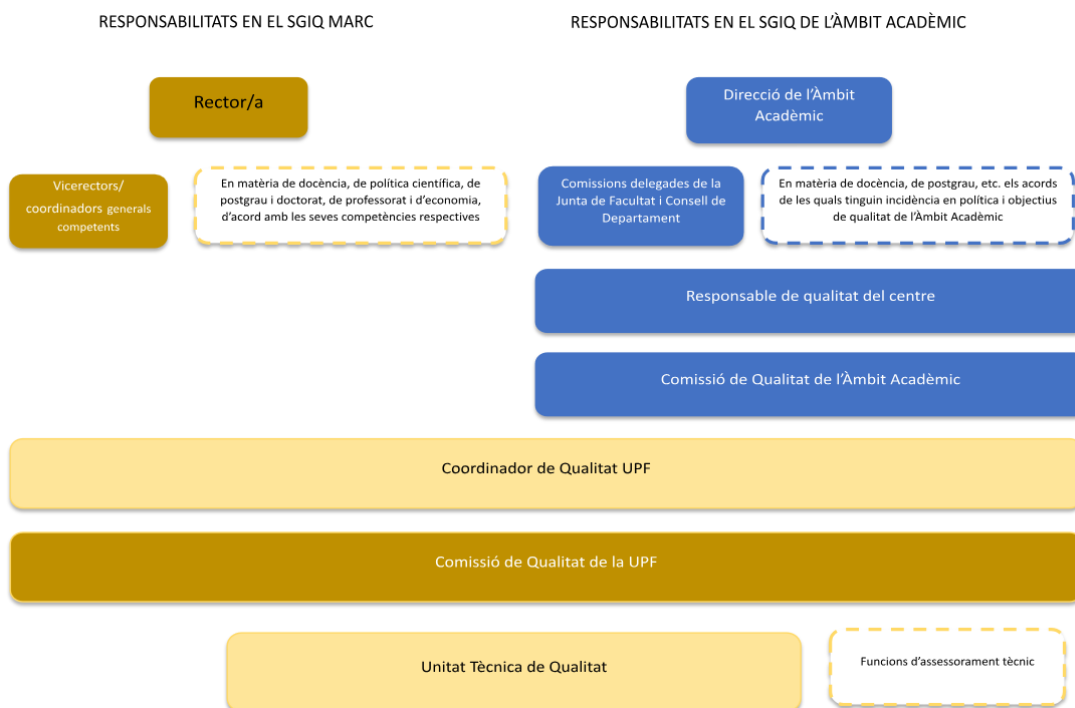 RESPONSABILITATS EN EL SGIQ MARC
RESPONSABILITATS EN EL SGIQ DE L'ÀMBIT ACADÈMIC
Rector/a
Direcció de l'Àmbit
Acadèmic
Vicerectors/
coordinadors generals
competents
En matèria de docència, de política científica, de
postgrau i doctorat, de professorat i d'economia,
d'acord amb les seves competències respectives
Comissions delegades de la
Junta de Facultat i Consell de
Departament
En matèria de docència, de postgrau, etc. els acords
de les quals tinguin incidència en política i objectius
de qualitat de l'Àmbit Acadèmic
Responsable de qualitat del centre
Comissió de Qualitat de l'Àmbit Acadèmic
Coordinador de Qualitat UPF
Comissió de Qualitat de la UPF
Unitat Tècnica de Qualitat
Funcions d'assessorament tècnic